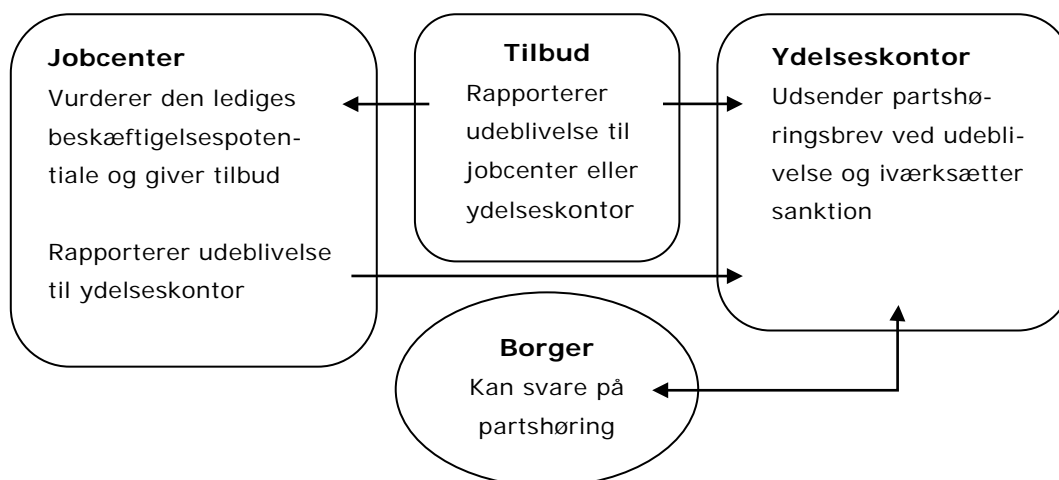 Jobcenter
Vurderer den lediges
beskæftigelsespoten-
tiale og giver tilbud
Rapporterer udeblivelse
til ydelseskontor
Tilbud
Rapporterer
udeblivelse til
jobcenter eller
ydelseskontor
Ydelseskontor
Udsender partshø-
ringsbrev ved udebli-
velse og iværksætter
sanktion
Borger
Kan svare på
partshøring